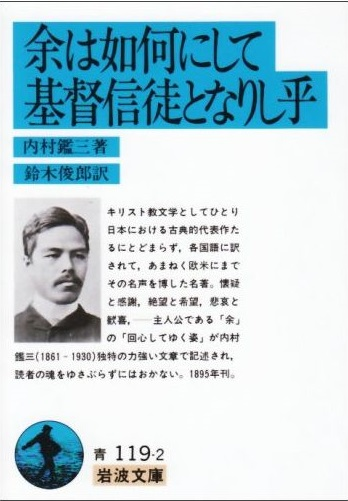 余は如何にして
基督信徒となりし乎
内村鑑三著
鈴木俊郎訳
キリスト教文学としてひとり
日本における古典的代表作た
るにとどまらず，各国語に訳
されて，あまねく欧米にまで
その名声を博した名著。懐疑
と感謝，絶望と希望，悲哀と
歓喜，――主人公である「余」
の「回心してゆく姿」が内村
鑑三(1861‐1930)独特の力強い文章で記述され，
読者の魂をゆさぶらずにはおかない。1895年刊。
青 119-2
岩波文庫